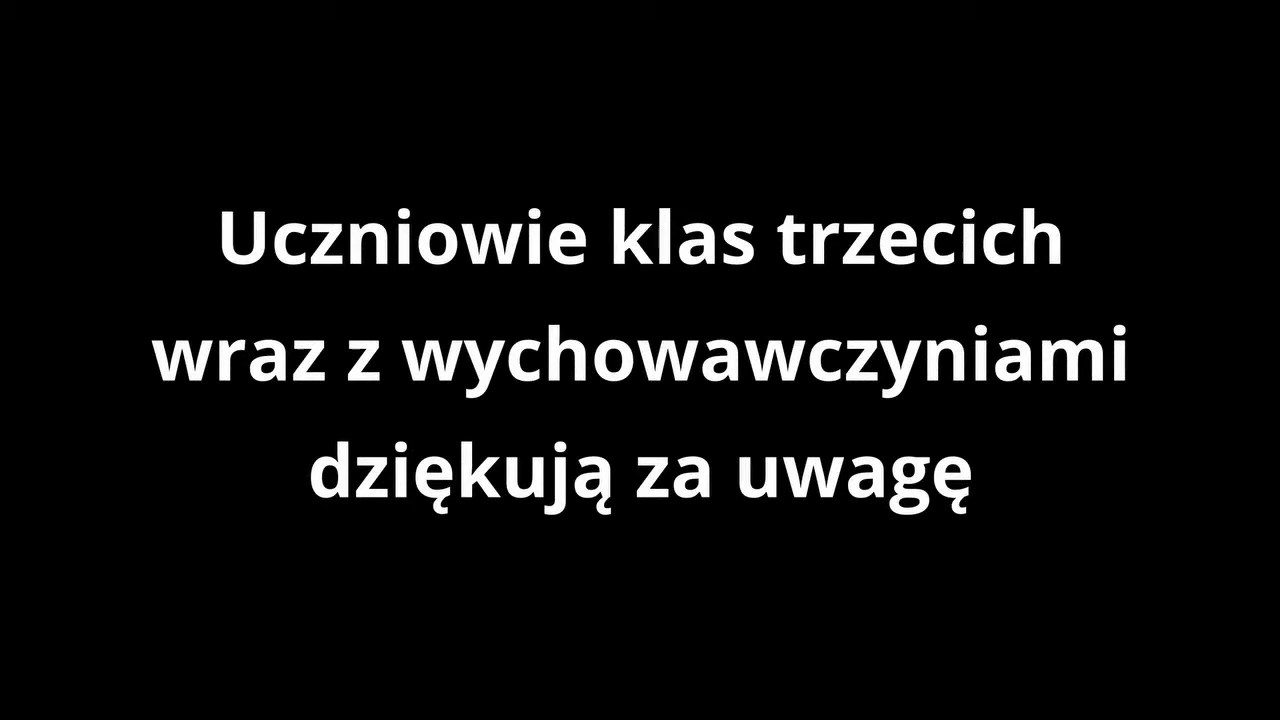 Uczniowie klas trzecich
wraz z wychowawczyniami
dziękują za uwagę